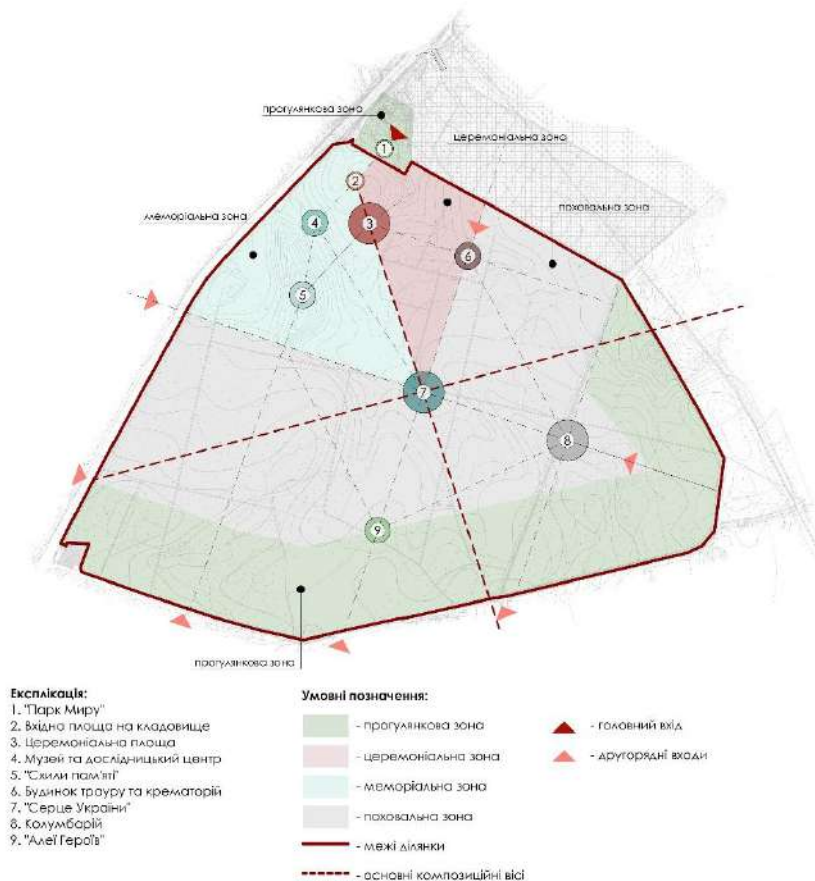 прогулянкова зона
церемоніальна зона
поховальна зона
меморіальна зона
1
2
3
4
5
6
7
8
9
прогулянкова зона
Експлікація:
1. "Парк Миру"
2. Вхідна площа на кладовище
3. Церемоніальна площа
4. Музей та дослідницький центр
5. "Схили пам'яті"
6. Будинок трауру та крематорій
7. "Серце України"
8. Колумбарій
9. "Алеї Героїв"
Умовні позначення:
- прогулянкова зона
- церемоніальна зона
- меморіальна зона
- поховальна зона
- межі ділянки
- основні композиційні вісі
- головний вхід
- другорядні входи